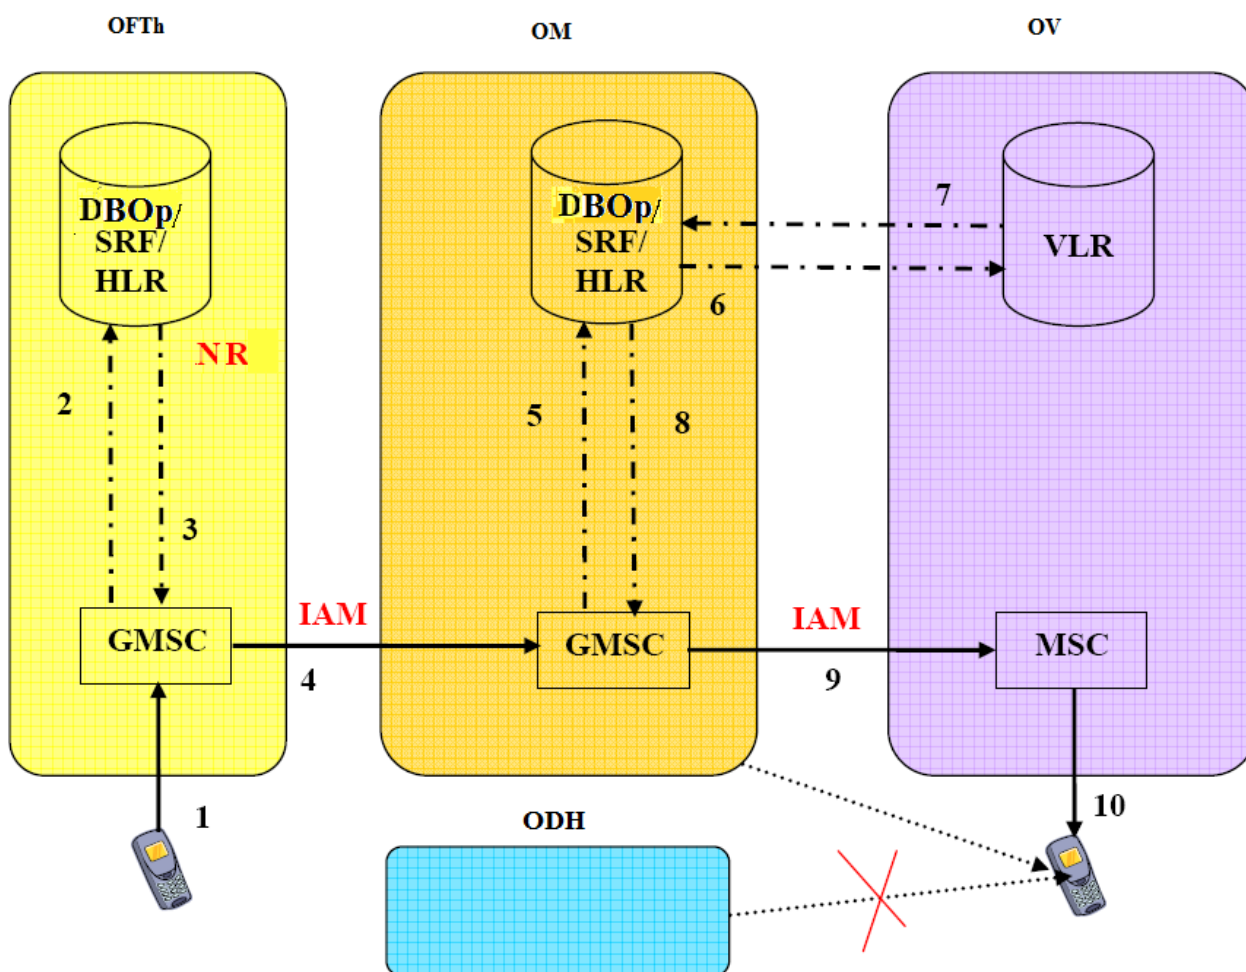 OFTh
OM
OV
DBOp/
SRF/
HLR
DBOp/
SRF/
HLR
7
VLR
6
NR
2
5
8
3
GMSC
IAM
4
GMSC
IAM
9
MSC
1
10
ODH